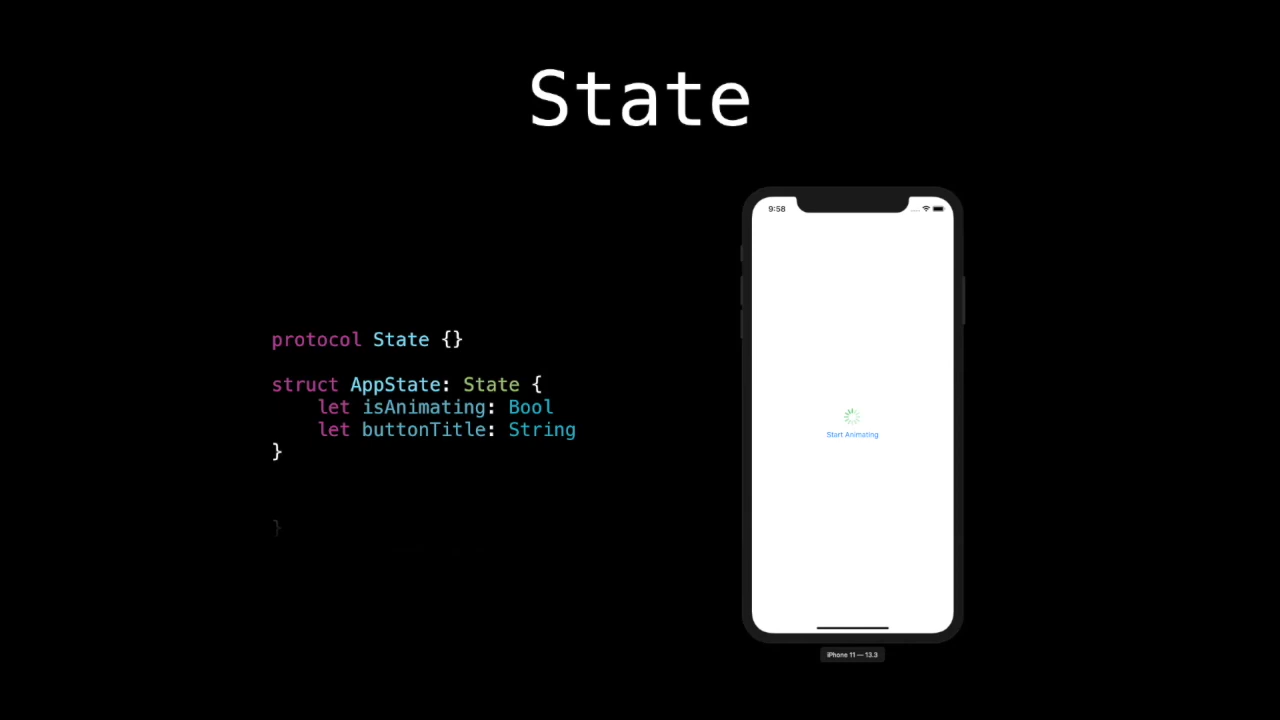 State
protocol State {}
struct AppState: State {
    let isAnimating: Bool
    let buttonTitle: String
}
}
9:58
Start Animating
iPhone 11 — 13.3